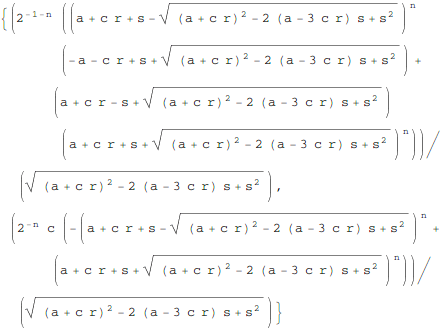 {(2^(-1-n) ((a + c r + s - √((a + c r)^2 - 2 (a - 3 c r) s + s^2))^n
(-a - c r + s + √((a + c r)^2 - 2 (a - 3 c r) s + s^2)) +
(a + c r - s + √((a + c r)^2 - 2 (a - 3 c r) s + s^2))
(a + c r + s + √((a + c r)^2 - 2 (a - 3 c r) s + s^2))^n))/
(√((a + c r)^2 - 2 (a - 3 c r) s + s^2)),
(2^(-n) c (-(a + c r + s - √((a + c r)^2 - 2 (a - 3 c r) s + s^2))^n +
(a + c r + s + √((a + c r)^2 - 2 (a - 3 c r) s + s^2))^n))/
(√((a + c r)^2 - 2 (a - 3 c r) s + s^2))}